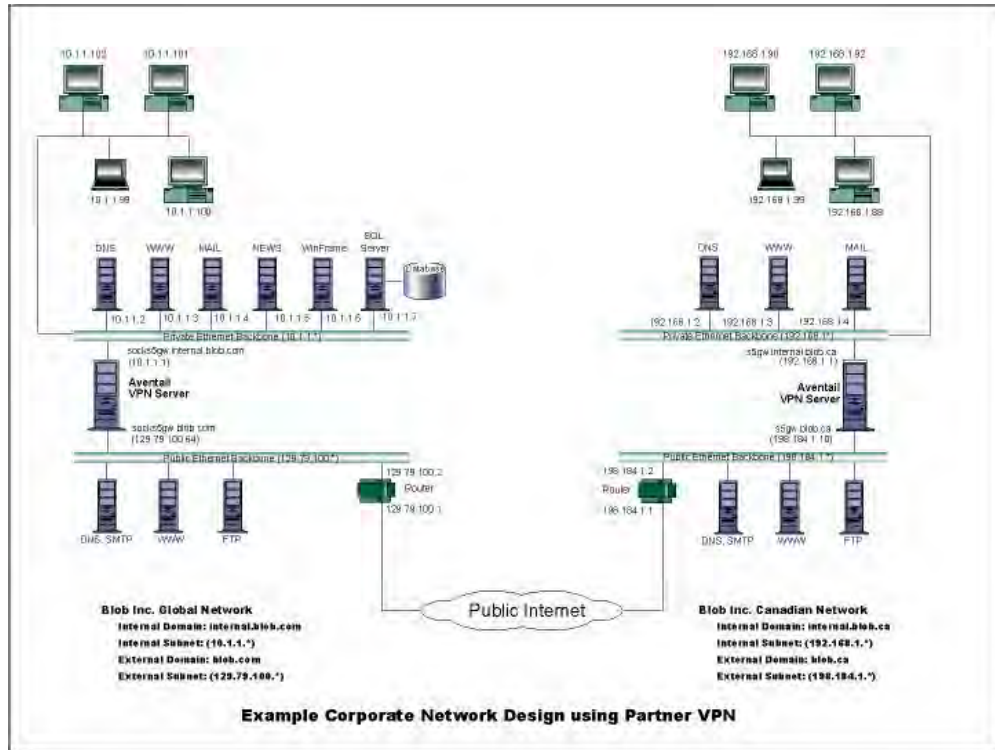 10.1.1.102
10.1.1.101
192.168.1.90
192.168.1.92
10.1.1.99
10.1.1.100
192.168.1.99
192.168.1.88
DNS
WWW
MAIL
NEWS
WinFrame
SQL
Server
Database
DNS
WWW
MAIL
10.1.1.2
10.1.1.3
10.1.1.4
10.1.1.5
10.1.1.6
10.1.1.7
192.168.1.2
192.168.1.3
192.168.1.4
Private Ethernet Backbone (10.1.1.*)
Private Ethernet Backbone (192.168.1*)
socks5gw.internal.blob.com
(10.1.1.1)
s5gw.internal.blob.ca
(192.168.1.1)
Aventail
VPN Server
Aventail
VPN Server
socks5gw.blob.com
(129.79.100.64)
s5gw.blob.ca
(198.184.1.10)
Public Ethernet Backbone (129.79.100.*)
Public Ethernet Backbone (198.184.1.*)
129.79.100.2
Router
129.79.100.1
198.184.1.2
Router
198.184.1.1
DNS, SMTP
WWW
FTP
DNS, SMTP
WWW
FTP
Public Internet
Blob Inc. Global Network
Internal Domain: internal.blob.com
Internal Subnet: (10.1.1.*)
External Domain: blob.com
External Subnet: (129.79.100.*)
Blob Inc. Canadian Network
Internal Domain: internal.blob.ca
Internal Subnet: (192.168.1.*)
External Domain: blob.ca
External Subnet: (198.184.1.*)
Example Corporate Network Design using Partner VPN